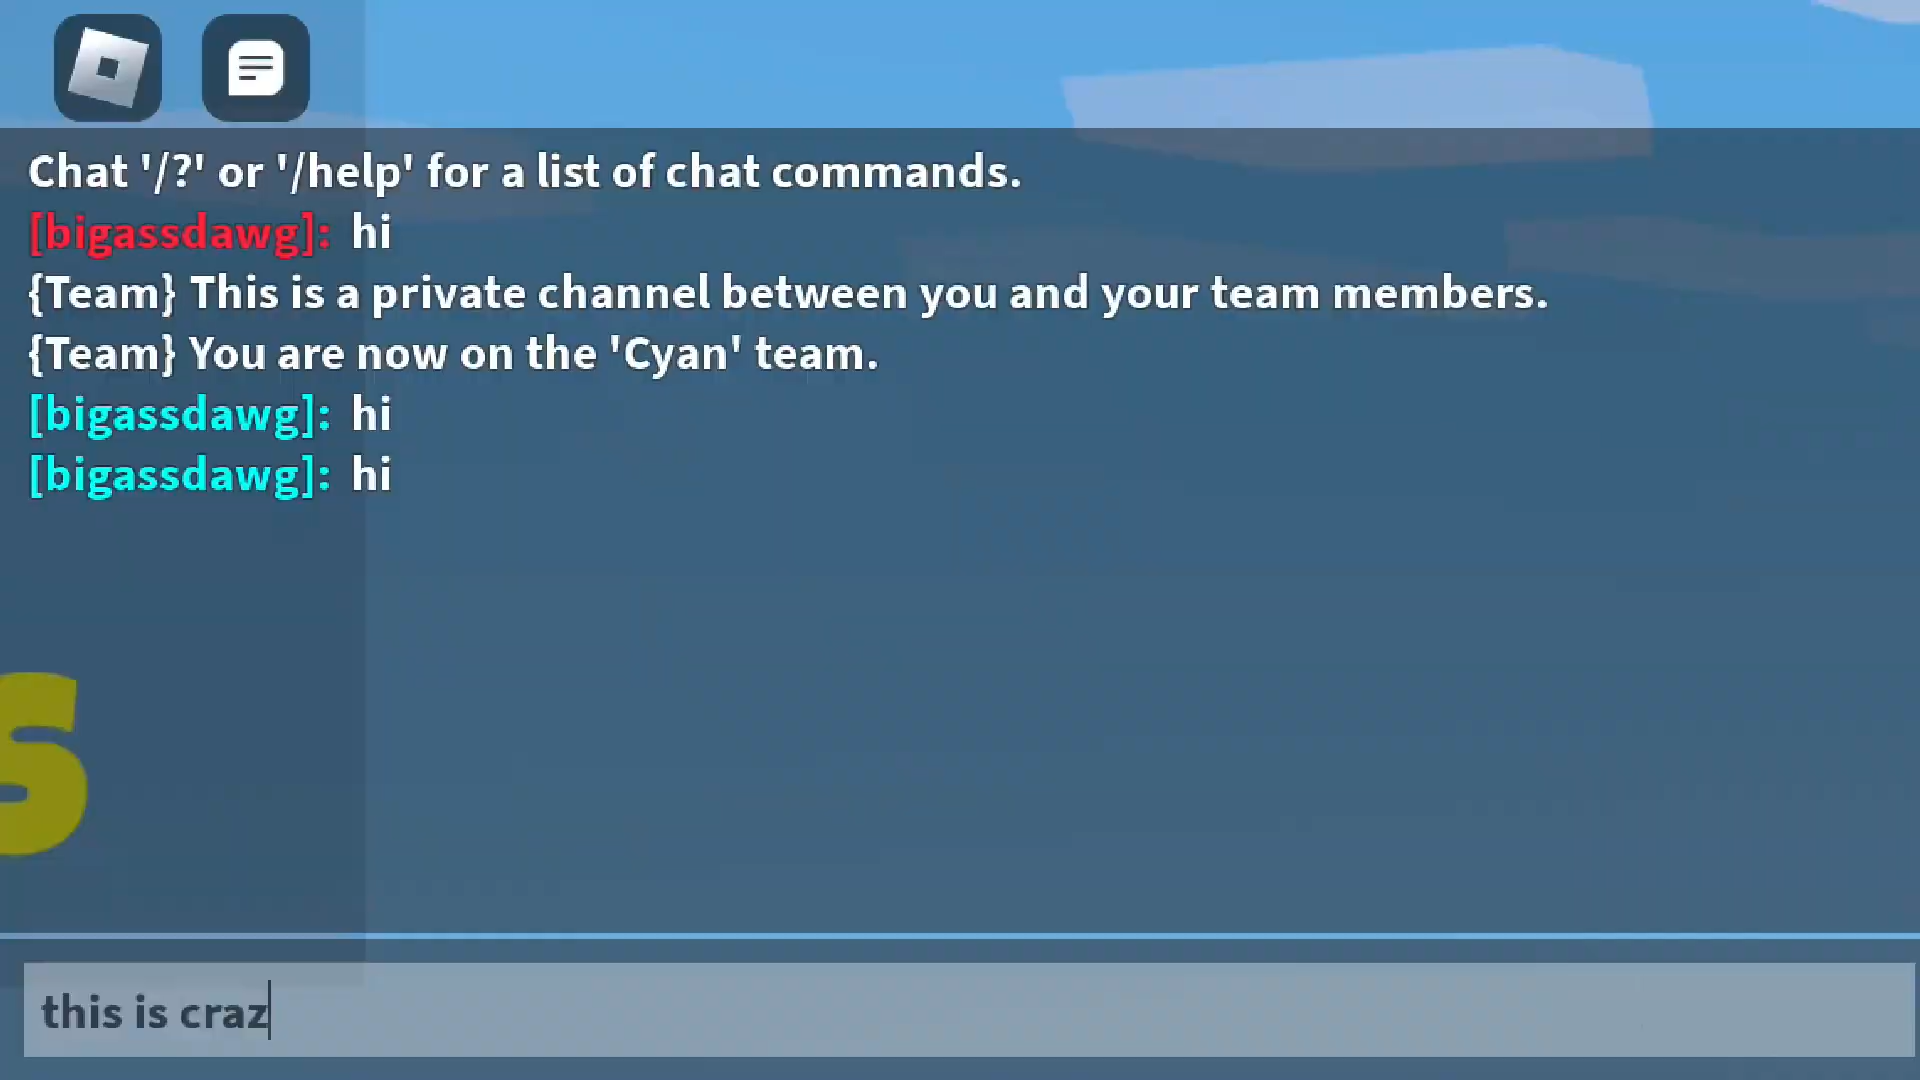 Chat '/?' or '/help' for a list of chat commands.
[bigassdawg]: hi
{Team} This is a private channel between you and your team members.
{Team} You are now on the 'Cyan' team.
[bigassdawg]: hi
[bigassdawg]: hi
S
this is craz